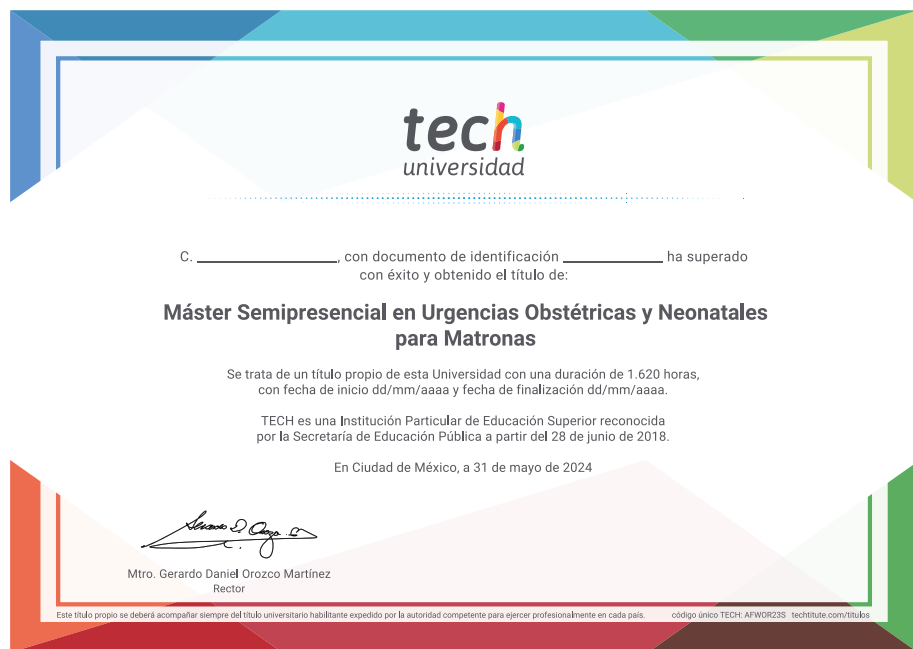 tech
universidad
C. ______________, con documento de identificación __________ ha superado
con éxito y obtenido el título de:
Máster Semipresencial en Urgencias Obstétricas y Neonatales
para Matronas
Se trata de un título propio de esta Universidad con una duración de 1.620 horas,
con fecha de inicio dd/mm/aaaa y fecha de finalización dd/mm/aaaa.
TECH es una Institución Particular de Educación Superior reconocida
por la Secretaría de Educación Pública a partir del 28 de junio de 2018.
En Ciudad de México, a 31 de mayo de 2024
Mtro. Gerardo Daniel Orozco Martínez
Rector
Este título propio se deberá acompañar siempre del título universitario habilitante expedido por la autoridad competente para ejercer profesionalmente en cada país. código único TECH: AFWOR23S techtitute.com/titulos